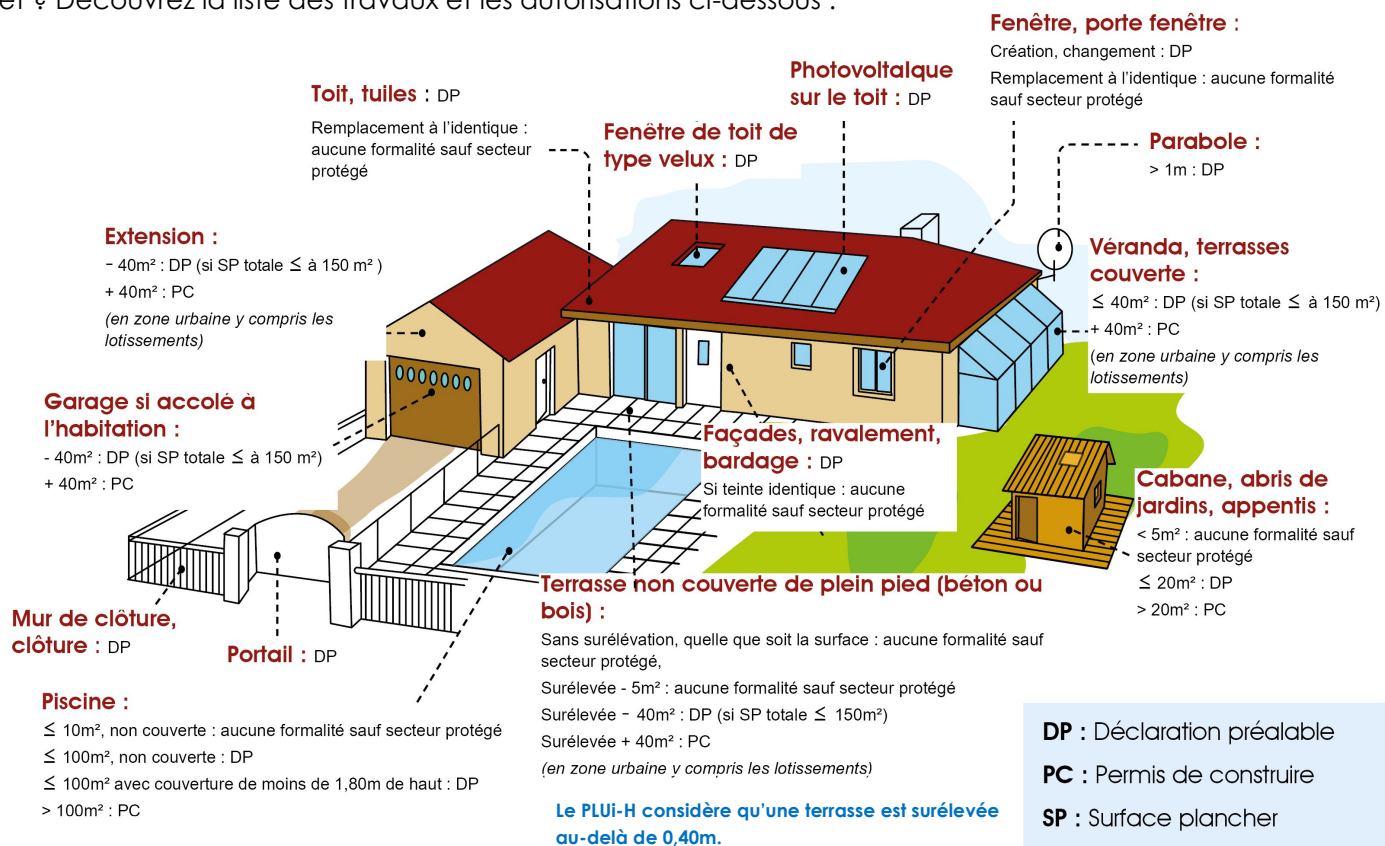 et ? Découvrez la liste des travaux et les autorisations ci-dessous :
Fenêtre, porte fenêtre :
Création, changement : DP
Remplacement à l'identique : aucune formalité
sauf secteur protégé
Photovoltaïque
sur le toit : DP
Toit, tuiles : DP
Remplacement à l'identique :
aucune formalité sauf secteur
protégé
Fenêtre de toit de
type velux : DP
Parabole :
> 1m : DP
Extension :
- 40m² : DP (si SP totale ≤ à 150 m² )
+ 40m² : PC
(en zone urbaine y compris les
lotissements)
Véranda, terrasses
couverte :
≤ 40m² : DP (si SP totale ≤ à 150 m²)
+ 40m² : PC
(en zone urbaine y compris les
lotissements)
Garage si accolé à
l'habitation :
- 40m² : DP (si SP totale ≤ à 150 m²)
+ 40m² : PC
Façades, ravalement,
bardage : DP
Si teinte identique : aucune
formalité sauf secteur protégé
Cabane, abris de
jardins, appentis :
< 5m² : aucune formalité sauf
secteur protégé
≤ 20m² : DP
> 20m² : PC
Mur de clôture,
clôture : DP
Portail : DP
Terrasse non couverte de plein pied (béton ou
bois) :
Sans surélévation, quelle que soit la surface : aucune formalité sauf
secteur protégé,
Surélevée - 5m² : aucune formalité sauf secteur protégé
Surélevée - 40m² : DP (si SP totale ≤ 150m²)
Surélevée + 40m² : PC
(en zone urbaine y compris les lotissements)
Le PLUi-H considère qu'une terrasse est surélevée
au-delà de 0,40m.
Piscine :
≤ 10m², non couverte : aucune formalité sauf secteur protégé
≤ 100m², non couverte : DP
≤ 100m² avec couverture de moins de 1,80m de haut : DP
> 100m² : PC
DP : Déclaration préalable
PC : Permis de construire
SP : Surface plancher